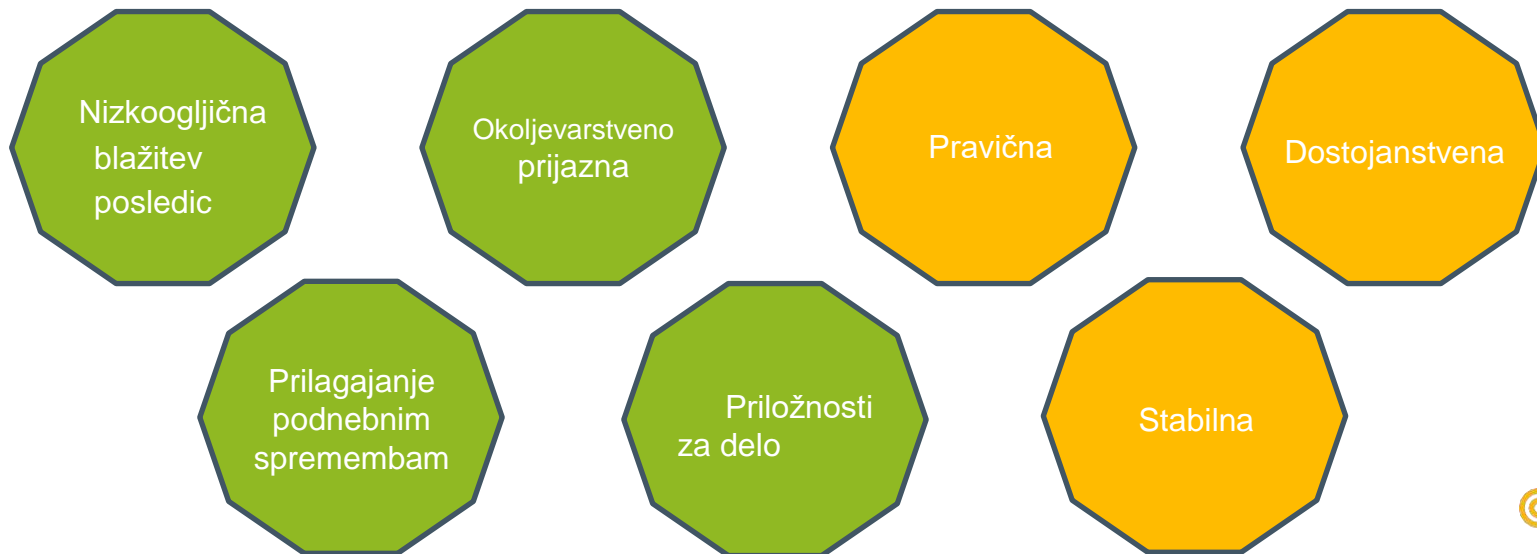 Nizkoogljična
blažitev
posledic
Okoljevarstveno
prijazna
Pravična
Dostojanstvena
Prilagajanje
podnebnim
spremembam
Priložnosti
za delo
Stabilna